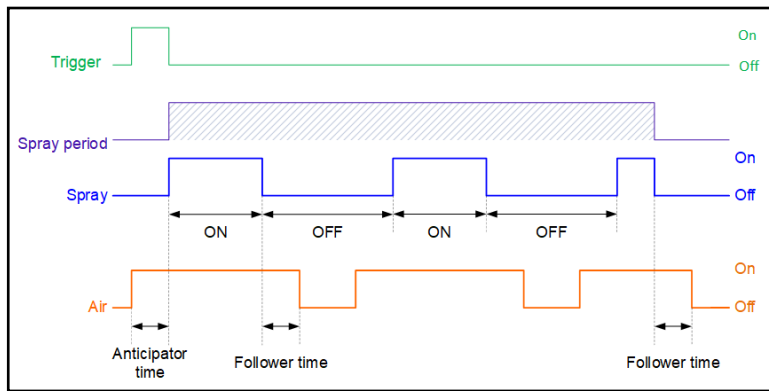 On
Trigger
Off
Spray period
On
Spray
Off
ON
OFF
ON
OFF
On
Air
Off
Anticipator
time
Follower time
Follower time